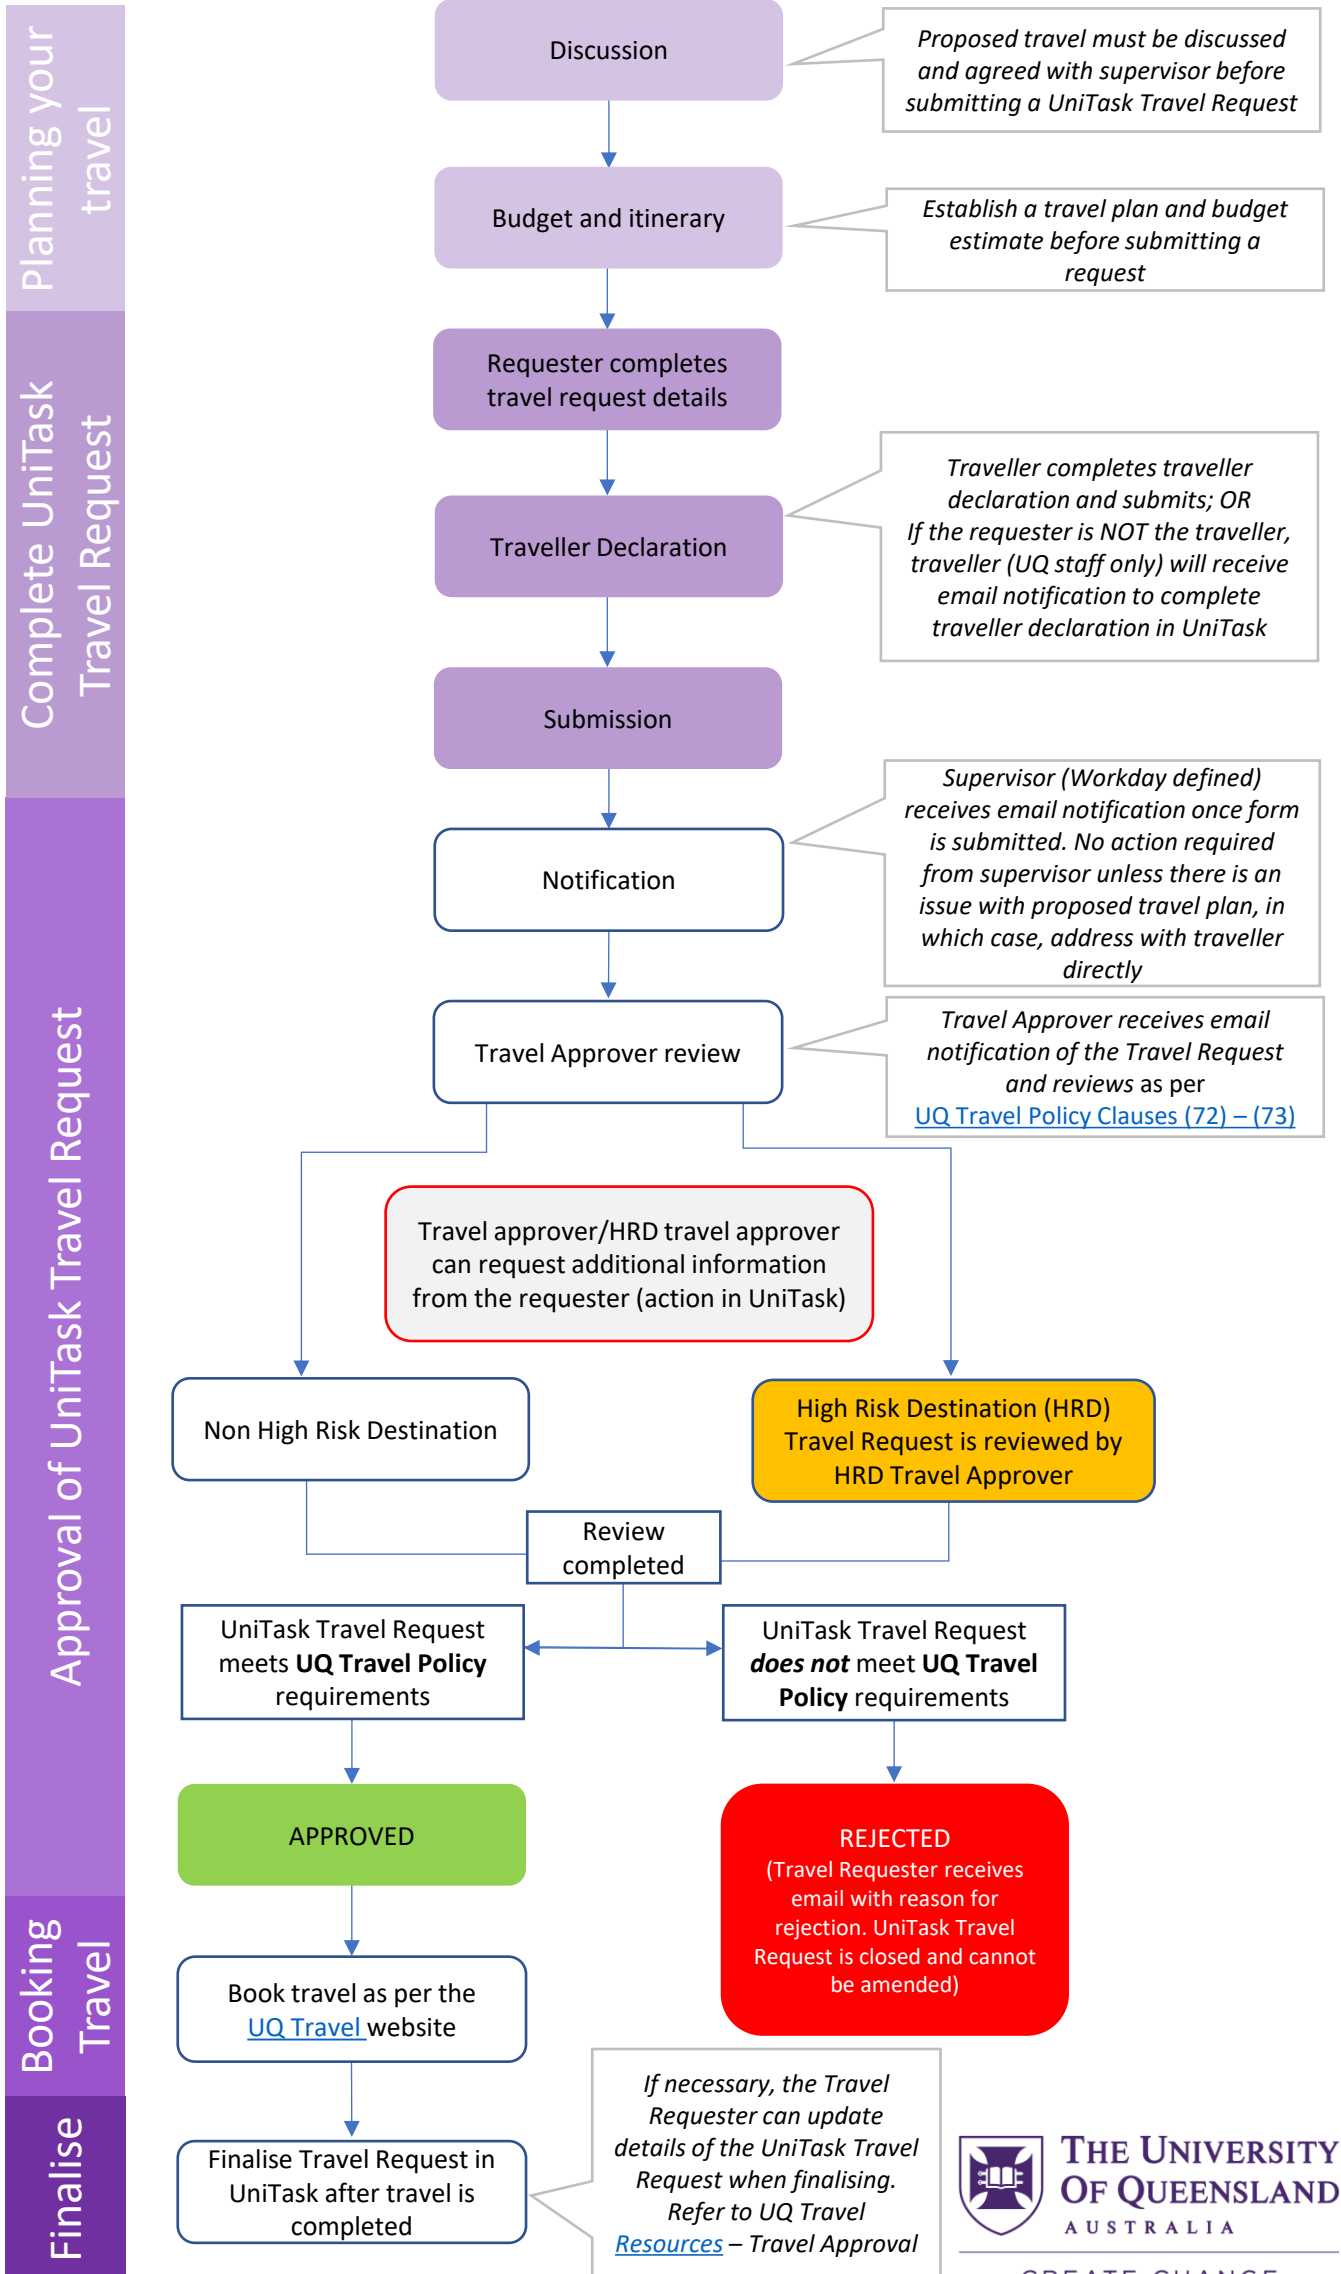 Planning your
travel
Discussion
Proposed travel must be discussed
and agreed with supervisor before
submitting a UniTask Travel Request
Budget and itinerary
Establish a travel plan and budget
estimate before submitting a
request
Complete UniTask
Travel Request
Requester completes
travel request details
Traveller Declaration
Traveller completes traveller
declaration and submits; OR
If the requester is NOT the traveller,
traveller (UQ staff only) will receive
email notification to complete
traveller declaration in UniTask
Submission
Approval of UniTask Travel Request
Notification
Supervisor (Workday defined)
receives email notification once form
is submitted. No action required
from supervisor unless there is an
issue with proposed travel plan, in
which case, address with traveller
directly
Travel Approver review
Travel Approver receives email
notification of the Travel Request
and reviews as per
UQ Travel Policy Clauses (72) – (73)
Travel approver/HRD travel approver
can request additional information
from the requester (action in UniTask)
Non High Risk Destination
High Risk Destination (HRD)
Travel Request is reviewed by
HRD Travel Approver
Review
completed
UniTask Travel Request
meets UQ Travel Policy
requirements
UniTask Travel Request
does not meet UQ Travel
Policy requirements
APPROVED
REJECTED
(Travel Requester receives
email with reason for
rejection. UniTask Travel
Request is closed and cannot
be amended)
Booking
Travel
Book travel as per the
UQ Travel website
Finalise
Finalise Travel Request in
UniTask after travel is
completed
If necessary, the Travel
Requester can update
details of the UniTask Travel
Request when finalising.
Refer to UQ Travel
Resources – Travel Approval
THE UNIVERSITY
OF QUEENSLAND
AUSTRALIA
CREATE CHANGE